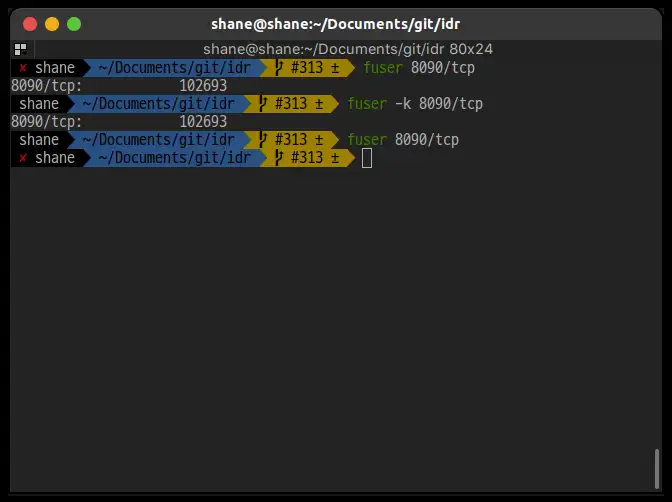 shane@shane:~/Documents/git/idr
shane@shane:~/Documents/git/idr 80x24
✘ shane ~/Documents/git/idr #313 ± fuser 8090/tcp
8090/tcp: 102693
shane ~/Documents/git/idr #313 ± fuser -k 8090/tcp
8090/tcp: 102693
shane ~/Documents/git/idr #313 ± fuser 8090/tcp
✘ shane ~/Documents/git/idr #313 ±